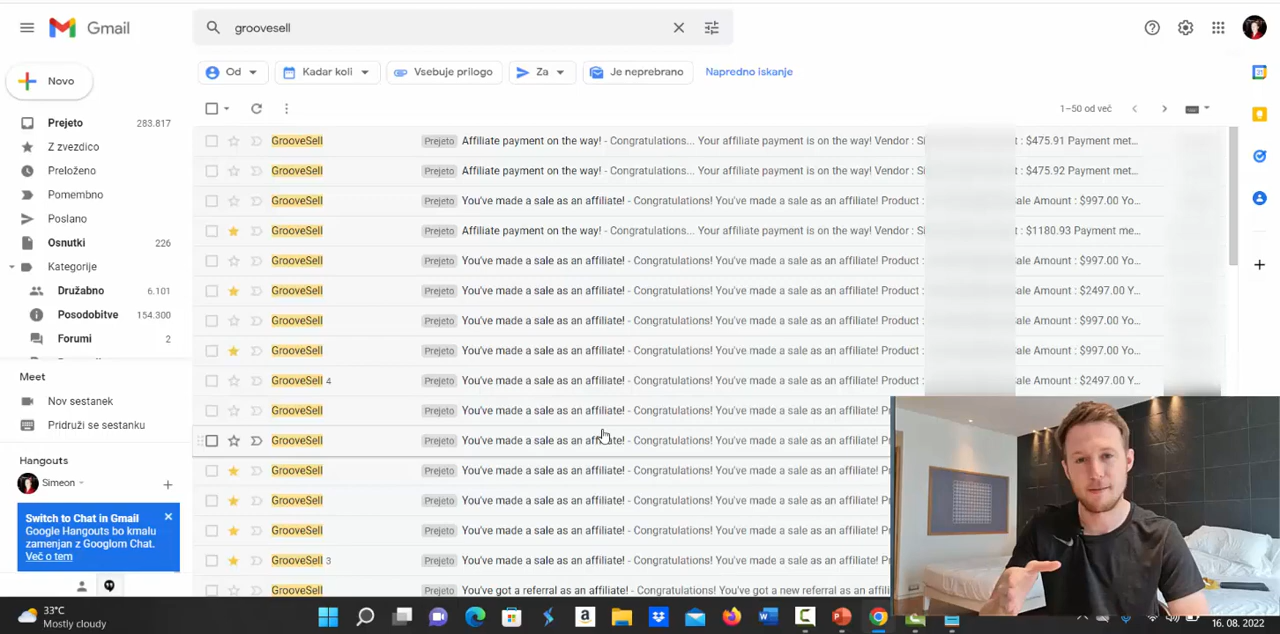 Gmail
groovesell
Novo
Od
Kadar koli
Vsebuje prilogo
Za
Je neprebrano
Napredno iskanje
1–50 od več
Prejeto 283.817
Z zvezdico
Preloženo
Pomembno
Poslano
Osnutki 226
Kategorije
Družabno 6.101
Posodobitve 154.300
Forumi 2
Meet
Nov sestanek
Pridruži se sestanku
Hangouts
Simeon
Switch to Chat in Gmail
Google Hangouts bo kmalu
zamenjan z Googlom Chat.
Več o tem
GrooveSell Prejeto Affiliate payment on the way! - Congratulations... Your affiliate payment is on the way! Vendor : Si : $475.91 Payment met...
GrooveSell Prejeto Affiliate payment on the way! - Congratulations... Your affiliate payment is on the way! Vendor : Si : $475.92 Payment met...
GrooveSell Prejeto You've made a sale as an affiliate! - Congratulations! You've made a sale as an affiliate! Product : ale Amount : $997.00 Yo...
GrooveSell Prejeto Affiliate payment on the way! - Congratulations... Your affiliate payment is on the way! Vendor : Si : $1180.93 Payment me...
GrooveSell Prejeto You've made a sale as an affiliate! - Congratulations! You've made a sale as an affiliate! Product : ale Amount : $997.00 Yo...
GrooveSell Prejeto You've made a sale as an affiliate! - Congratulations! You've made a sale as an affiliate! Product : ale Amount : $2497.00 Y...
GrooveSell Prejeto You've made a sale as an affiliate! - Congratulations! You've made a sale as an affiliate! Product : ale Amount : $997.00 Yo...
GrooveSell Prejeto You've made a sale as an affiliate! - Congratulations! You've made a sale as an affiliate! Product : ale Amount : $997.00 Yo...
GrooveSell 4 Prejeto You've made a sale as an affiliate! - Congratulations! You've made a sale as an affiliate! Product : ale Amount : $2497.00 Y...
GrooveSell Prejeto You've made a sale as an affiliate! - Congratulations! You've made a sale as an affiliate! P
GrooveSell Prejeto You've made a sale as an affiliate! - Congratulations! You've made a sale as an affiliate! P
GrooveSell Prejeto You've made a sale as an affiliate! - Congratulations! You've made a sale as an affiliate! P
GrooveSell Prejeto You've made a sale as an affiliate! - Congratulations! You've made a sale as an affiliate! P
GrooveSell Prejeto You've made a sale as an affiliate! - Congratulations! You've made a sale as an affiliate! P
GrooveSell 3 Prejeto You've made a sale as an affiliate! - Congratulations! You've made a sale as an affiliate! P
GrooveSell Prejeto You've got a referral as an affiliate! - Congratulations! You've got a new referral as an affi
33°C
Mostly cloudy
16. 08. 2022